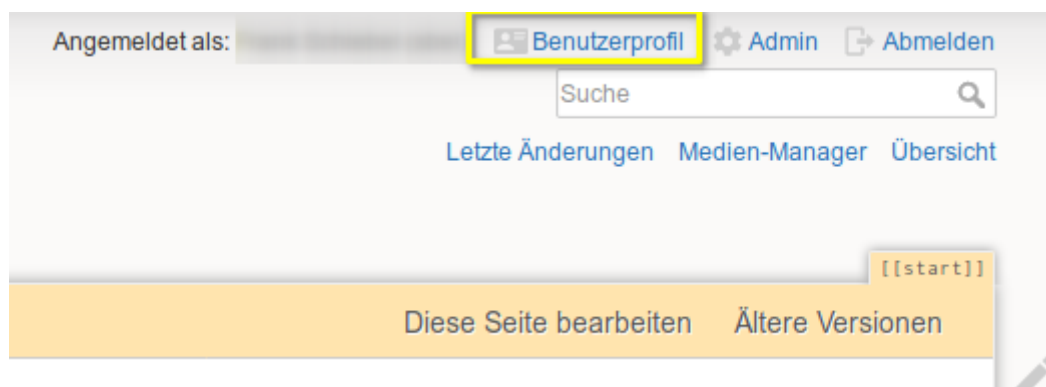 Angemeldet als: Benutzerprofil Admin Abmelden
Suche
Letzte Änderungen Medien-Manager Übersicht
[[start]]
Diese Seite bearbeiten Ältere Versionen